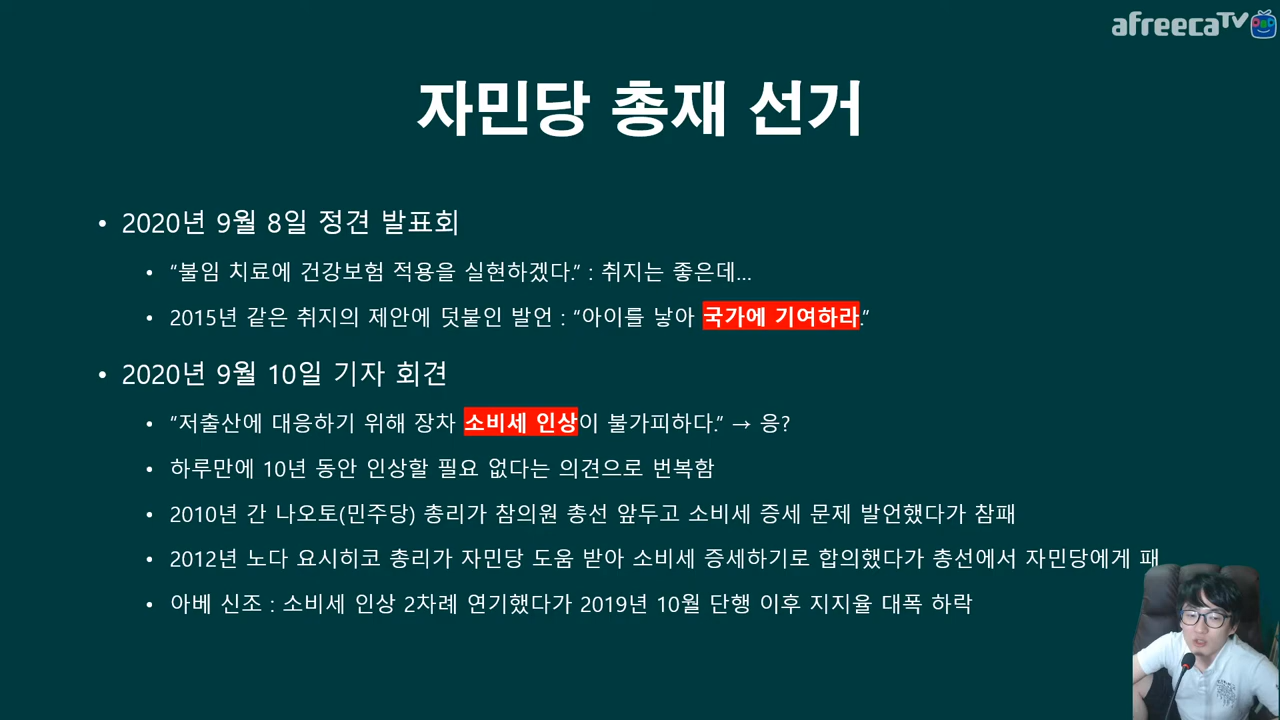 afreecaTV
자민당 총재 선거
• 2020년 9월 8일 정견 발표회
• “불임 치료에 건강보험 적용을 실현하겠다.” : 취지는 좋은데...
• 2015년 같은 취지의 제안에 덧붙인 발언 : “아이를 낳아 국가에 기여하라.”
• 2020년 9월 10일 기자 회견
• “저출산에 대응하기 위해 장차 소비세 인상이 불가피하다.” → 응?
• 하루만에 10년 동안 인상할 필요 없다는 의견으로 번복함
• 2010년 간 나오토(민주당) 총리가 참의원 총선 앞두고 소비세 증세 문제 발언했다가 참패
• 2012년 노다 요시히코 총리가 자민당 도움 받아 소비세 증세하기로 합의했다가 총선에서 자민당에게 패
• 아베 신조 : 소비세 인상 2차례 연기했다가 2019년 10월 단행 이후 지지율 대폭 하락